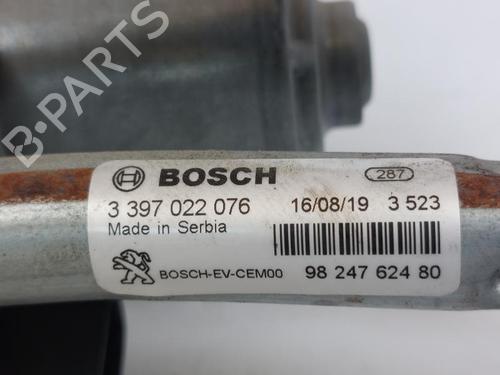 BOSCH 287
3 397 022 076 16/08/19 3 523
Made in Serbia
BOSCH-EV-CEM00 98 247 624 80
B-PARTS